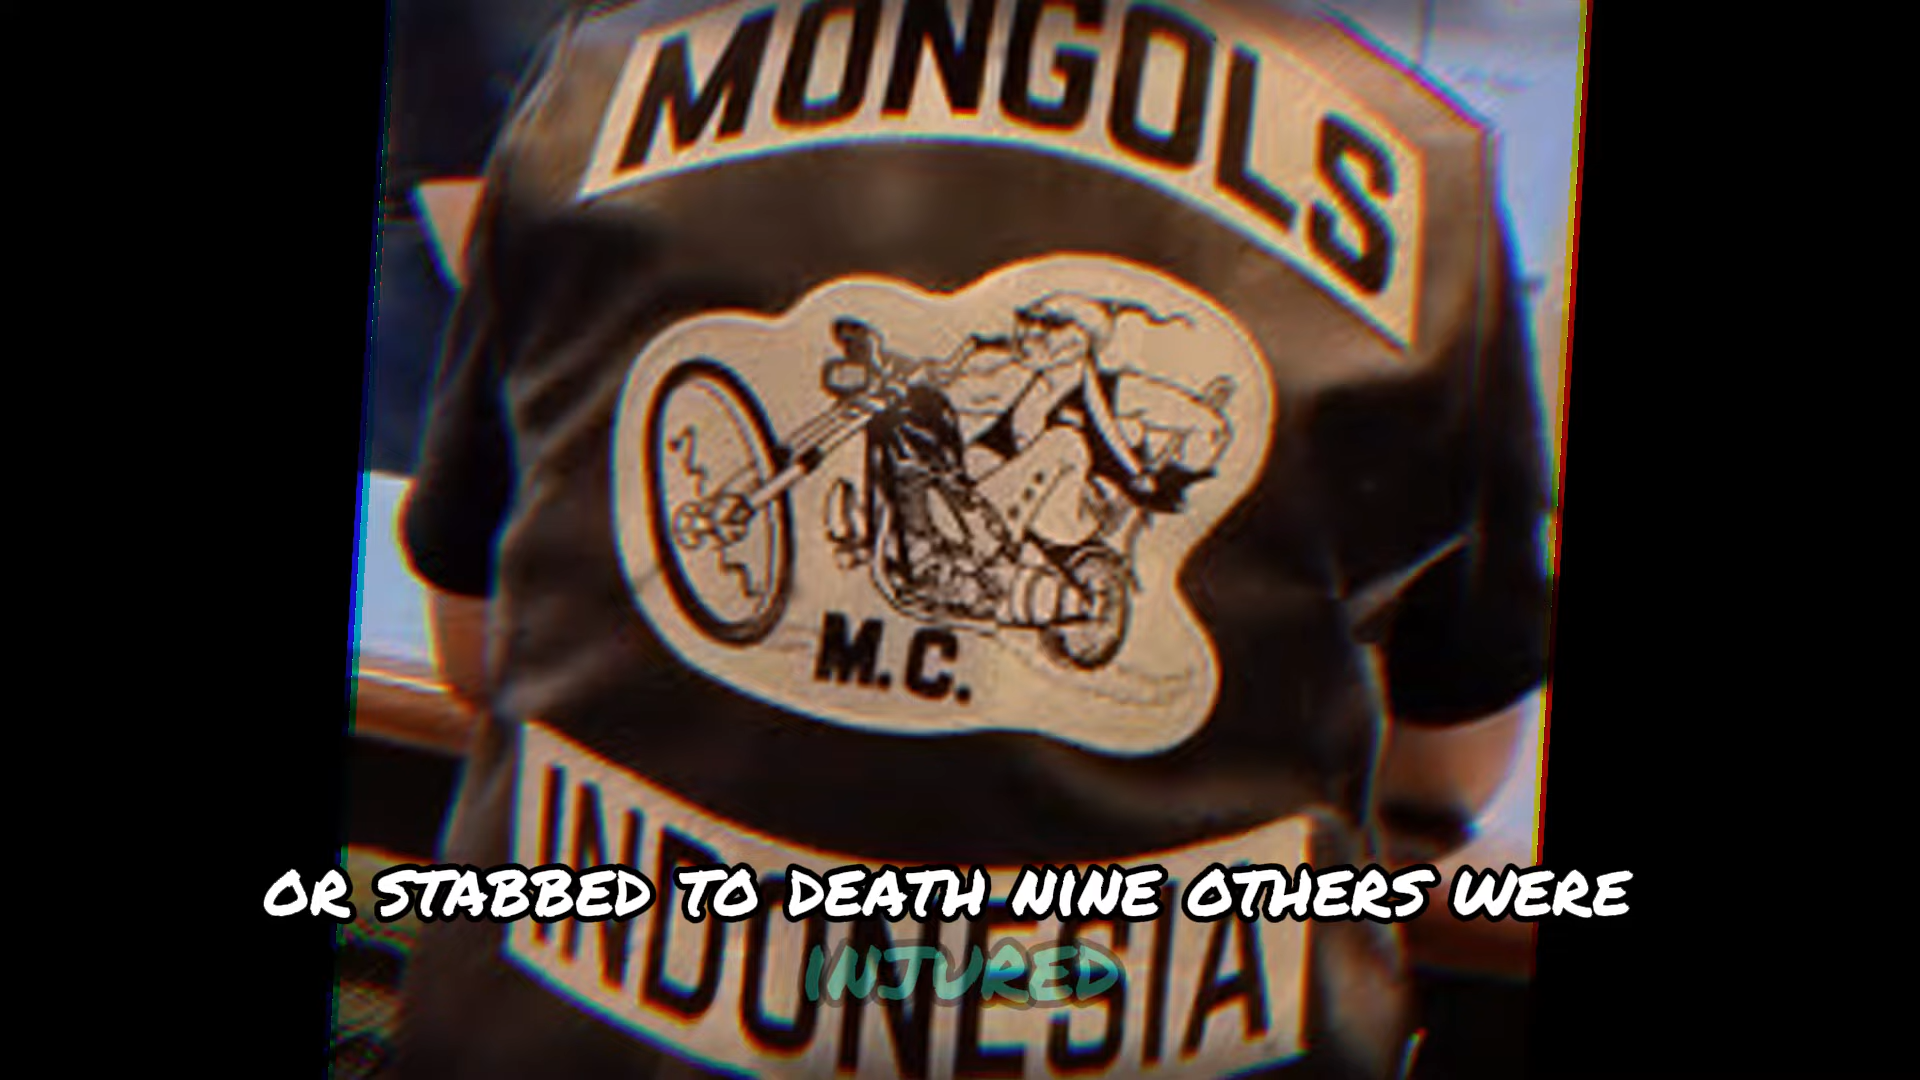 MONGOLS
M.C.
INDONESIA
OR STABBED TO DEATH NINE OTHERS WERE
INJURED